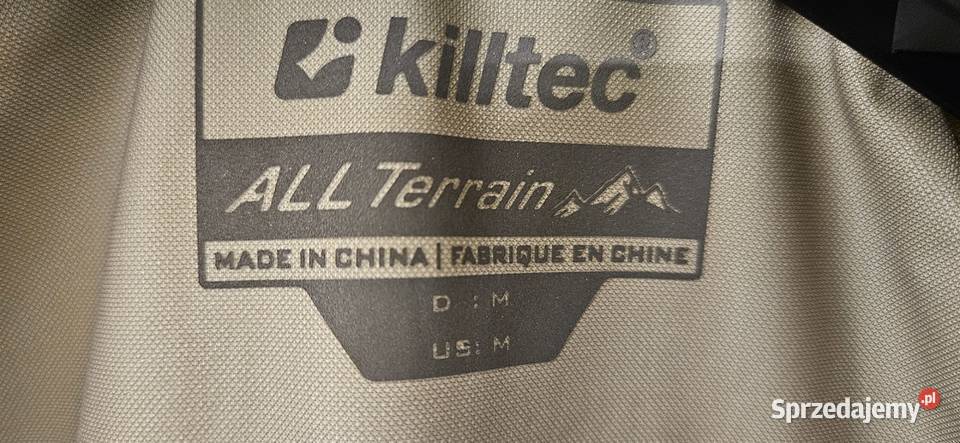 killtec®
ALL Terrain
MADE IN CHINA | FABRIQUE EN CHINE
D : M
US: M
Sprzedajemy.pl